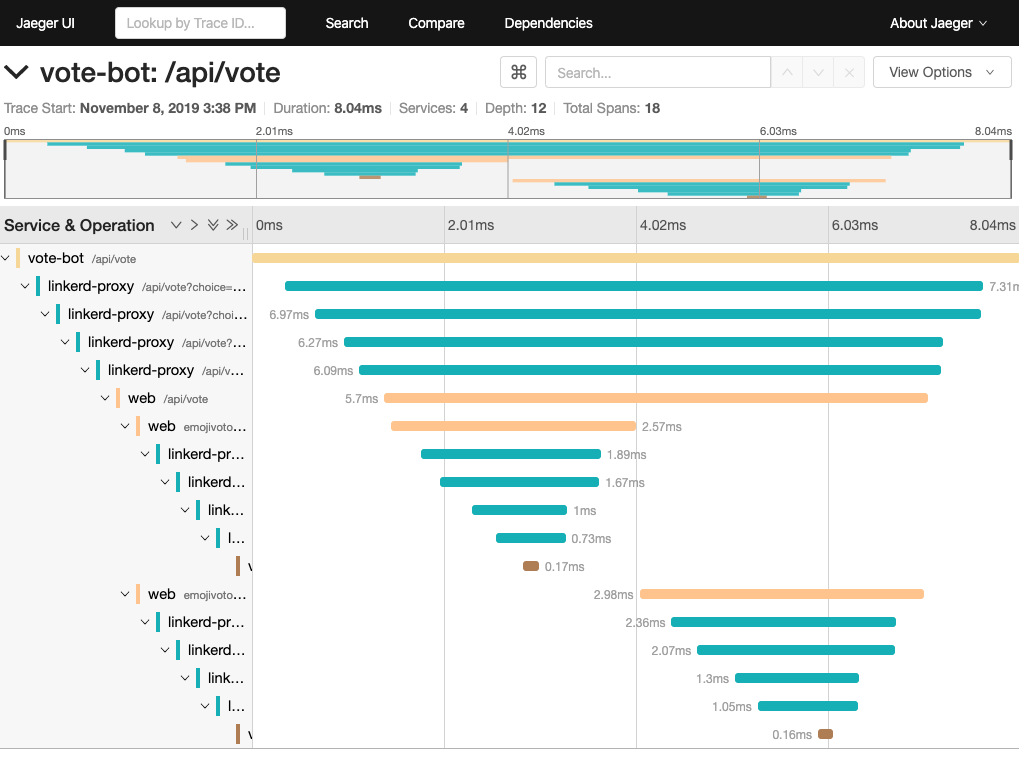 Jaeger UI Lookup by Trace ID... Search Compare Dependencies About Jaeger
vote-bot: /api/vote ⌘ Search... View Options
Trace Start: November 8, 2019 3:38 PM Duration: 8.04ms Services: 4 Depth: 12 Total Spans: 18
0ms 2.01ms 4.02ms 6.03ms 8.04ms
Service & Operation 0ms 2.01ms 4.02ms 6.03ms 8.04ms
vote-bot /api/vote
linkerd-proxy /api/vote?choice=... 7.31m
linkerd-proxy /api/vote?choi... 6.97ms
linkerd-proxy /api/vote?... 6.27ms
linkerd-proxy /api/v... 6.09ms
web /api/vote 5.7ms
web emojivoto... 2.57ms
linkerd-pr... 1.89ms
linkerd... 1.67ms
link... 1ms
l... 0.73ms
0.17ms
web emojivoto... 2.98ms
linkerd-pr... 2.36ms
linkerd... 2.07ms
link... 1.3ms
l... 1.05ms
0.16ms